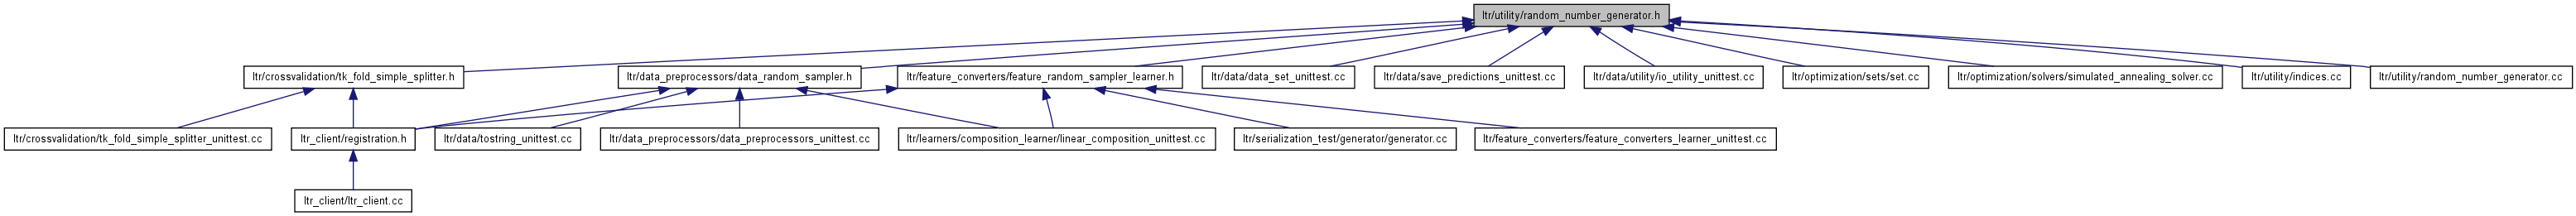 ltr/utility/random_number_generator.h
ltr/crossvalidation/tk_fold_simple_splitter.h
ltr/data_preprocessors/data_random_sampler.h
ltr/feature_converters/feature_random_sampler_learner.h
ltr/data/data_set_unittest.cc
ltr/data/save_predictions_unittest.cc
ltr/data/utility/io_utility_unittest.cc
ltr/optimization/sets/set.cc
ltr/optimization/solvers/simulated_annealing_solver.cc
ltr/utility/indices.cc
ltr/utility/random_number_generator.cc
ltr/crossvalidation/tk_fold_simple_splitter_unittest.cc
ltr_client/registration.h
ltr/data/tostring_unittest.cc
ltr/data_preprocessors/data_preprocessors_unittest.cc
ltr/learners/composition_learner/linear_composition_unittest.cc
ltr/serialization_test/generator/generator.cc
ltr/feature_converters/feature_converters_learner_unittest.cc
ltr_client/ltr_client.cc